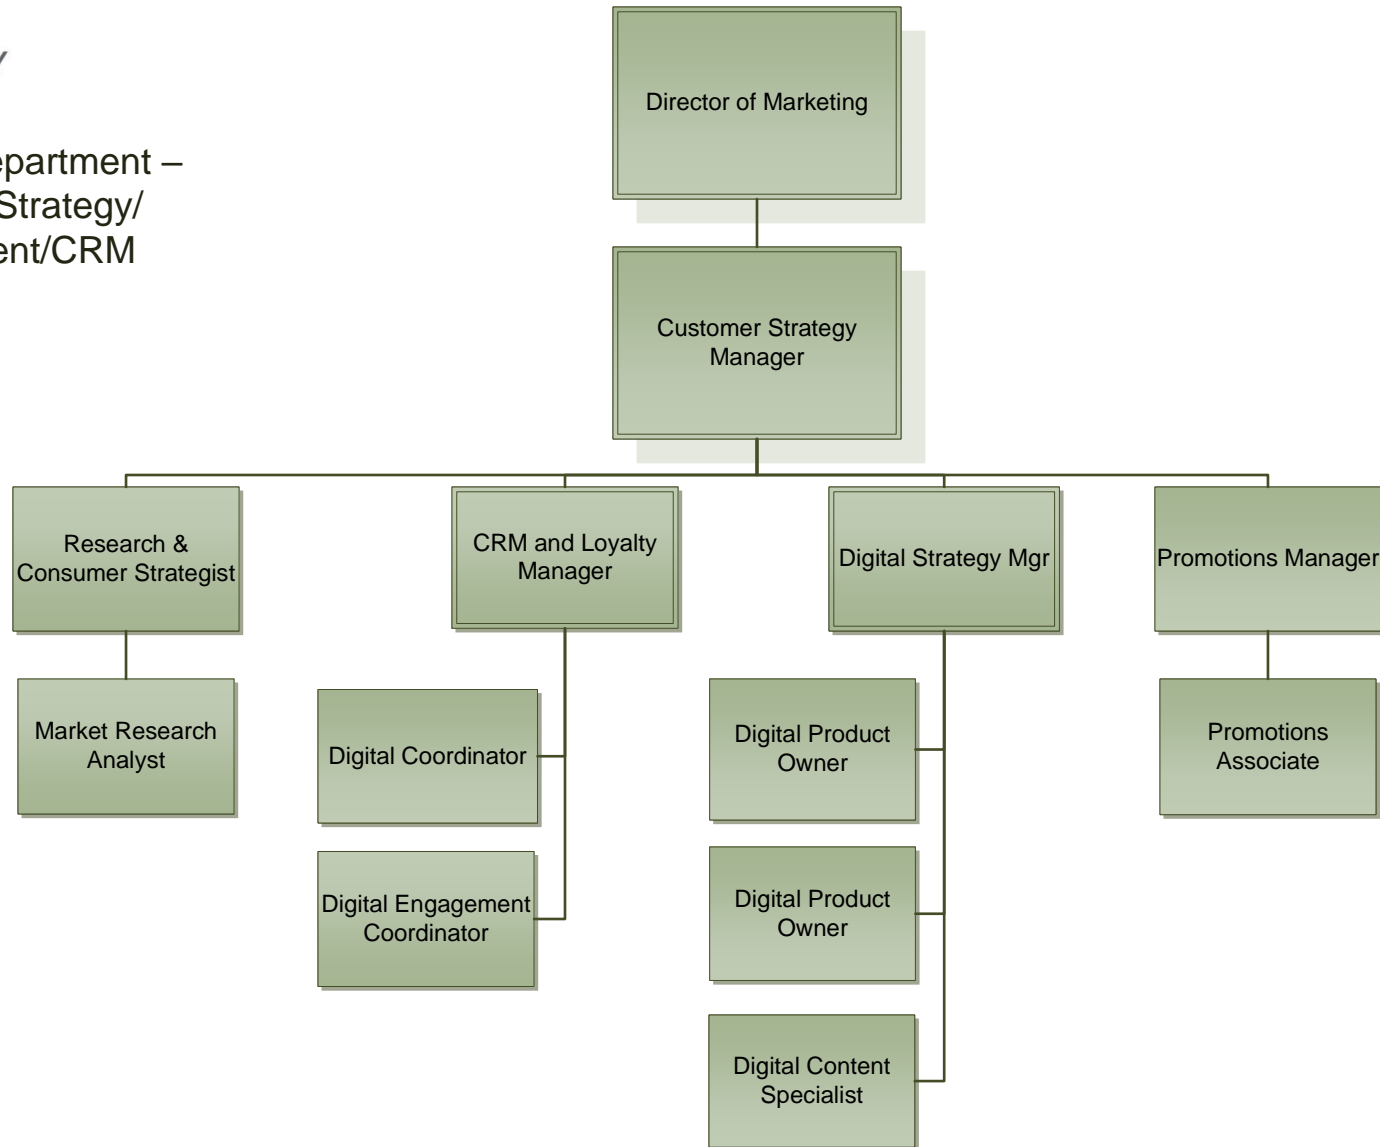 Y
epartment –
Strategy/
ent/CRM
Director of Marketing
Customer Strategy
Manager
Research &
Consumer Strategist
CRM and Loyalty
Manager
Digital Strategy Mgr
Promotions Manager
Market Research
Analyst
Digital Coordinator
Digital Engagement
Coordinator
Digital Product
Owner
Digital Product
Owner
Digital Content
Specialist
Promotions
Associate